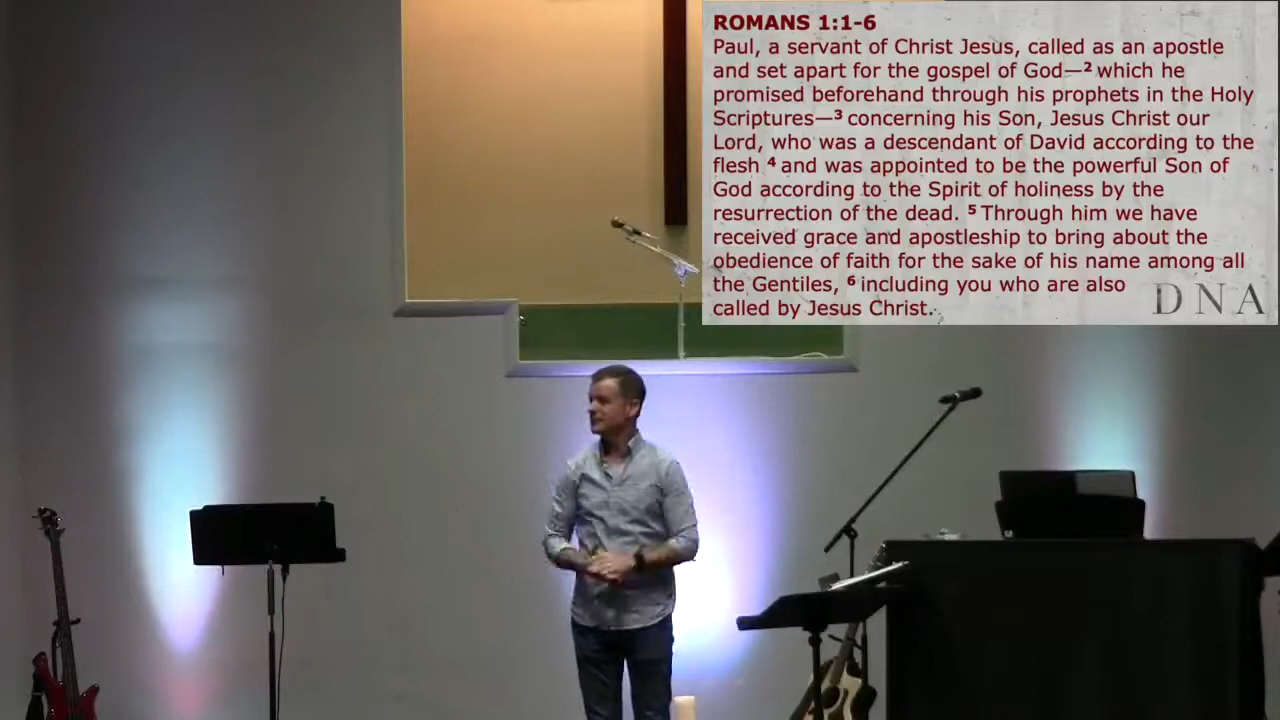 ROMANS 1:1-6
Paul, a servant of Christ Jesus, called as an apostle
and set apart for the gospel of God—² which he
promised beforehand through his prophets in the Holy
Scriptures—³ concerning his Son, Jesus Christ our
Lord, who was a descendant of David according to the
flesh ⁴ and was appointed to be the powerful Son of
God according to the Spirit of holiness by the
resurrection of the dead. ⁵ Through him we have
received grace and apostleship to bring about the
obedience of faith for the sake of his name among all
the Gentiles, ⁶ including you who are also
called by Jesus Christ.
DNA